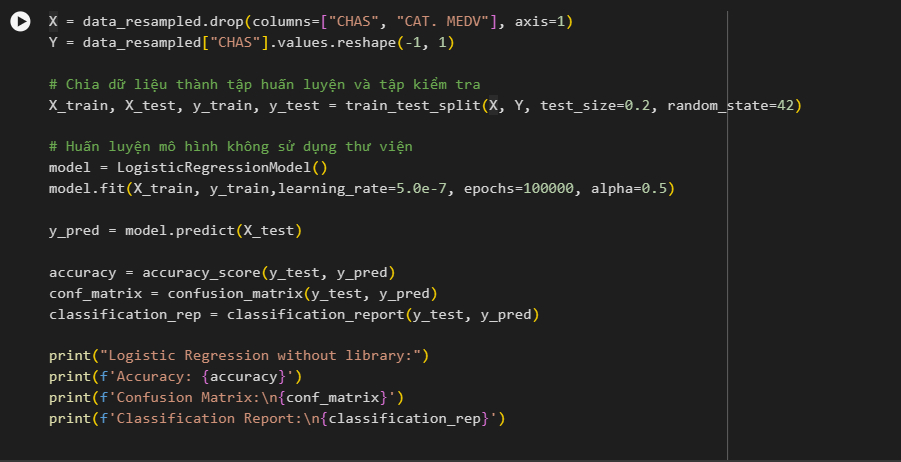 X = data_resampled.drop(columns=["CHAS", "CAT. MEDV"], axis=1)
Y = data_resampled["CHAS"].values.reshape(-1, 1)
# Chia dữ liệu thành tập huấn luyện và tập kiểm tra
X_train, X_test, y_train, y_test = train_test_split(X, Y, test_size=0.2, random_state=42)
# Huấn luyện mô hình không sử dụng thư viện
model = LogisticRegressionModel()
model.fit(X_train, y_train,learning_rate=5.0e-7, epochs=100000, alpha=0.5)
y_pred = model.predict(X_test)
accuracy = accuracy_score(y_test, y_pred)
conf_matrix = confusion_matrix(y_test, y_pred)
classification_rep = classification_report(y_test, y_pred)
print("Logistic Regression without library:")
print(f'Accuracy: {accuracy}')
print(f'Confusion Matrix:\n{conf_matrix}')
print(f'Classification Report:\n{classification_rep}')